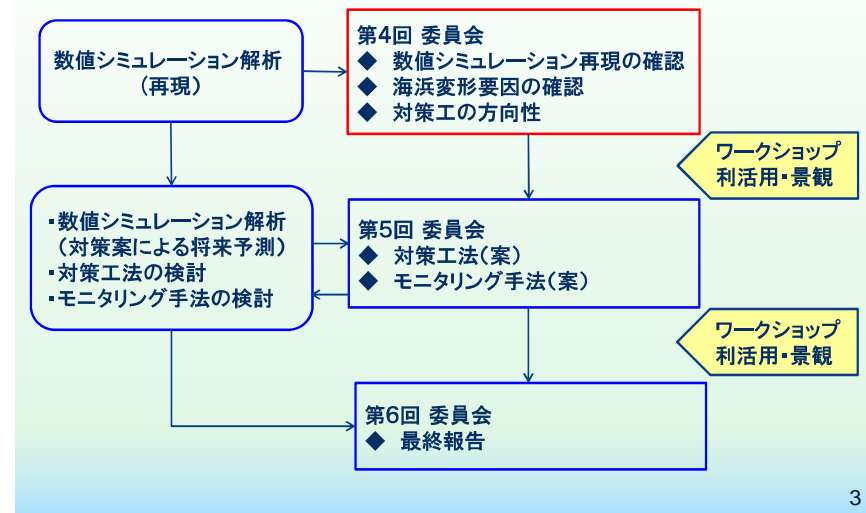 数値シミュレーション解析
(再現)
第4回 委員会
◆ 数値シミュレーション再現の確認
◆ 海浜変形要因の確認
◆ 対策工の方向性
ワークショップ
利活用・景観
・数値シミュレーション解析
(対策案による将来予測)
・対策工法の検討
・モニタリング手法の検討
第5回 委員会
◆ 対策工法(案)
◆ モニタリング手法(案)
ワークショップ
利活用・景観
第6回 委員会
◆ 最終報告
3